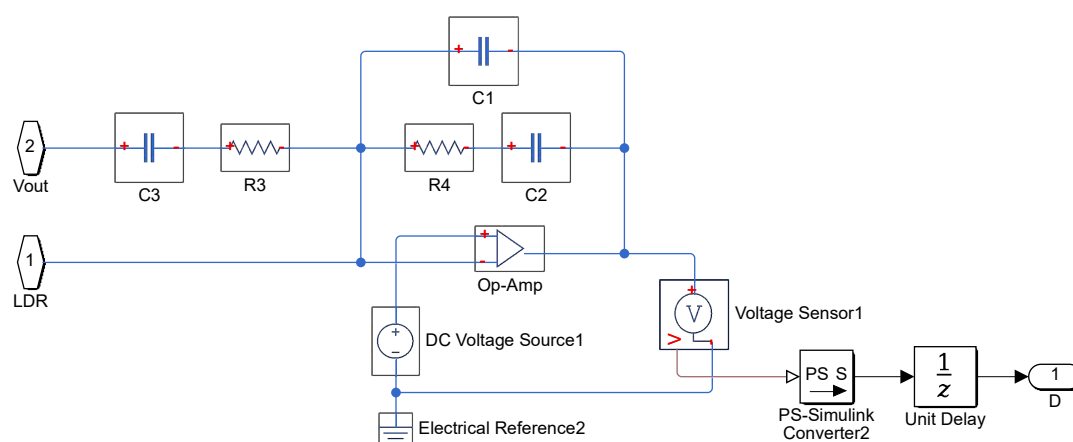 C1
2
Vout
C3
R3
R4
C2
1
LDR
Op-Amp
DC Voltage Source1
V
Voltage Sensor1
V
PS S
PS-Simulink
Converter2
1
z
Unit Delay
1
D
Electrical Reference2